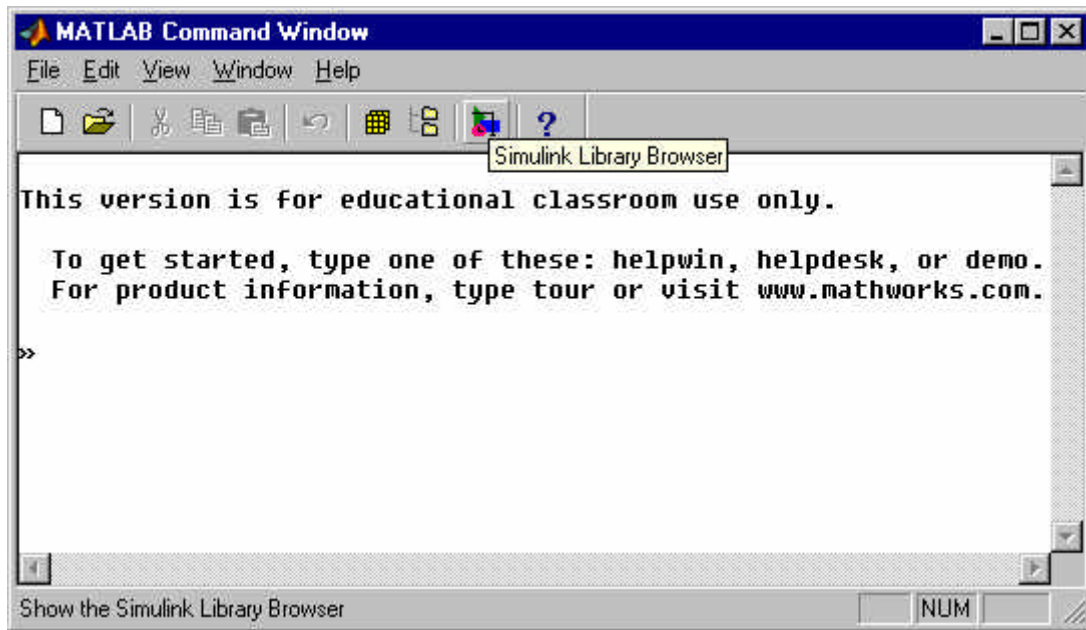 MATLAB Command Window
File Edit View Window Help
?
Simulink Library Browser
This version is for educational classroom use only.
To get started, type one of these: helpwin, helpdesk, or demo.
For product information, type tour or visit www.mathworks.com.
»
Show the Simulink Library Browser
NUM